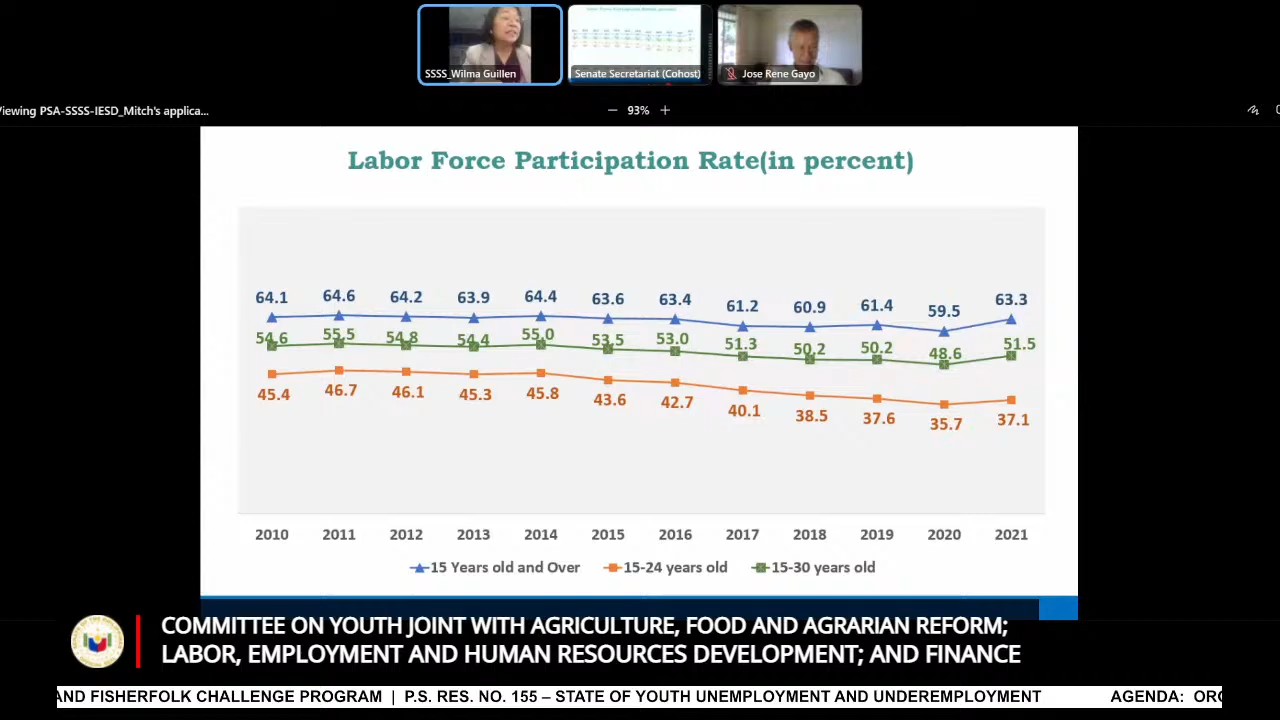 SSSS_Wilma Guillen
Senate Secretariat (Cohost)
Jose Rene Gayo
iewing PSA-SSSS-IESD_Mitch's applica...
— 93% +
Labor Force Participation Rate(in percent)
64.1 64.6 64.2 63.9 64.4 63.6 63.4 61.2 60.9 61.4 59.5 63.3
54.6 55.5 54.8 54.4 55.0 53.5 53.0 51.3 50.2 50.2 48.6 51.5
45.4 46.7 46.1 45.3 45.8 43.6 42.7 40.1 38.5 37.6 35.7 37.1
2010 2011 2012 2013 2014 2015 2016 2017 2018 2019 2020 2021
15 Years old and Over 15-24 years old 15-30 years old
COMMITTEE ON YOUTH JOINT WITH AGRICULTURE, FOOD AND AGRARIAN REFORM;
LABOR, EMPLOYMENT AND HUMAN RESOURCES DEVELOPMENT; AND FINANCE
AND FISHERFOLK CHALLENGE PROGRAM | P.S. RES. NO. 155 – STATE OF YOUTH UNEMPLOYMENT AND UNDEREMPLOYMENT AGENDA: ORG